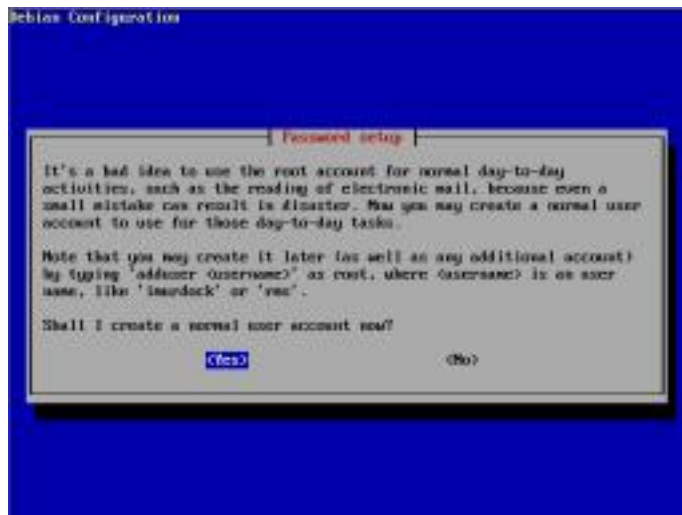 Debian Configuration
Password setup
It's a bad idea to use the root account for normal day-to-day
activities, such as the reading of electronic mail, because even a
small mistake can result in disaster. Now you may create a normal user
account to use for those day-to-day tasks.
Note that you may create it later (as well as any additional account)
by typing 'adduser <username>' as root, where <username> is an user
name, like 'imurdock' or 'rms'.
Shall I create a normal user account now?
<Yes> <No>